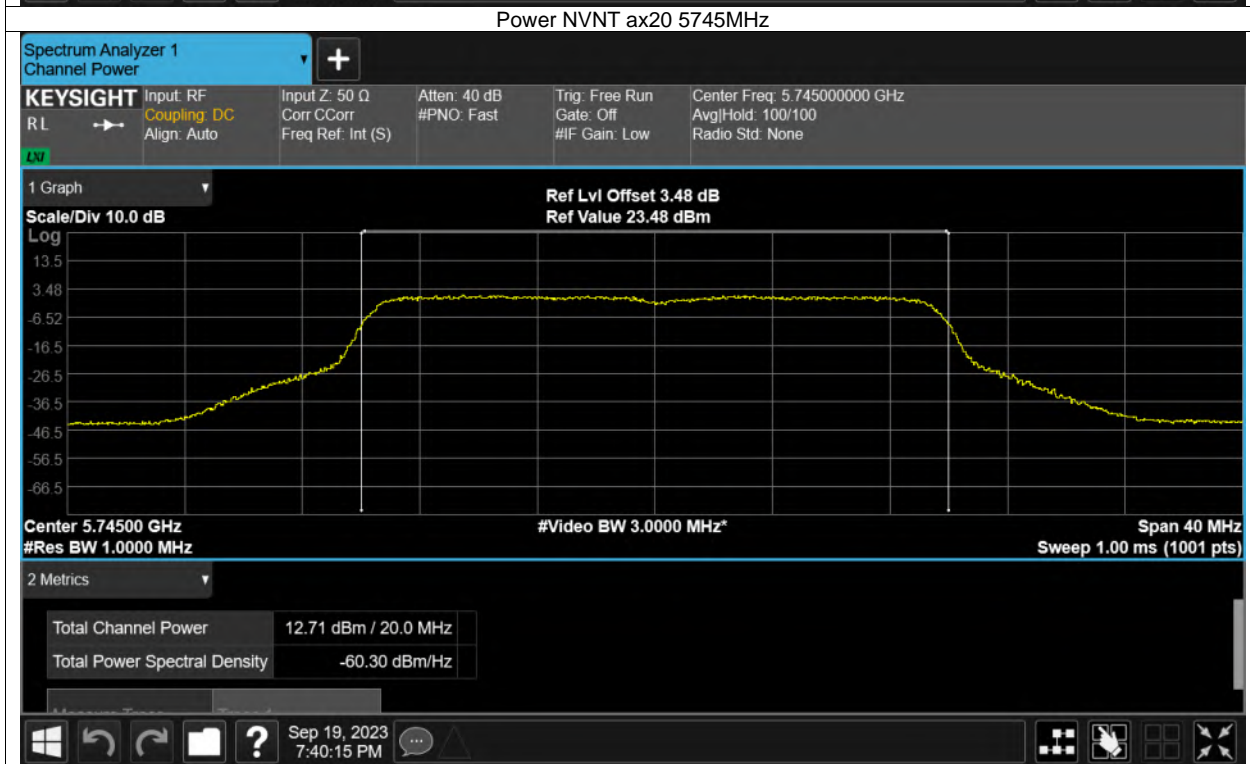 Power NVNT ax20 5745MHz
Spectrum Analyzer 1
Channel Power
+
KEYSIGHT
RL
LXI
Input: RF
Coupling: DC
Align: Auto
Input Z: 50 Ω
Corr CCorr
Freq Ref: Int (S)
Atten: 40 dB
#PNO: Fast
Trig: Free Run
Gate: Off
#IF Gain: Low
Center Freq: 5.745000000 GHz
Avg|Hold: 100/100
Radio Std: None
1 Graph
Scale/Div 10.0 dB
Ref Lvl Offset 3.48 dB
Ref Value 23.48 dBm
Log
13.5
3.48
-6.52
-16.5
-26.5
-36.5
-46.5
-56.5
-66.5
Center 5.74500 GHz
#Video BW 3.0000 MHz*
Span 40 MHz
#Res BW 1.0000 MHz
Sweep 1.00 ms (1001 pts)
2 Metrics
Total Channel Power 12.71 dBm / 20.0 MHz
Total Power Spectral Density -60.30 dBm/Hz
?
Sep 19, 2023
7:40:15 PM